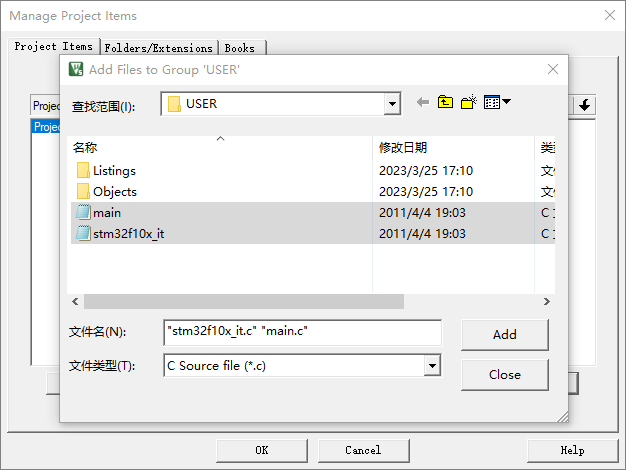 Manage Project Items
Project Items Folders/Extensions Books
Add Files to Group 'USER'
查找范围(I): USER
Projec
名称 修改日期
Listings 2023/3/25 17:10
Objects 2023/3/25 17:10
main 2011/4/4 19:03 C
stm32f10x_it 2011/4/4 19:03 C
文件名(N): "stm32f10x_it.c" "main.c"
Add
文件类型(T): C Source file (*.c)
Close
OK Cancel Help